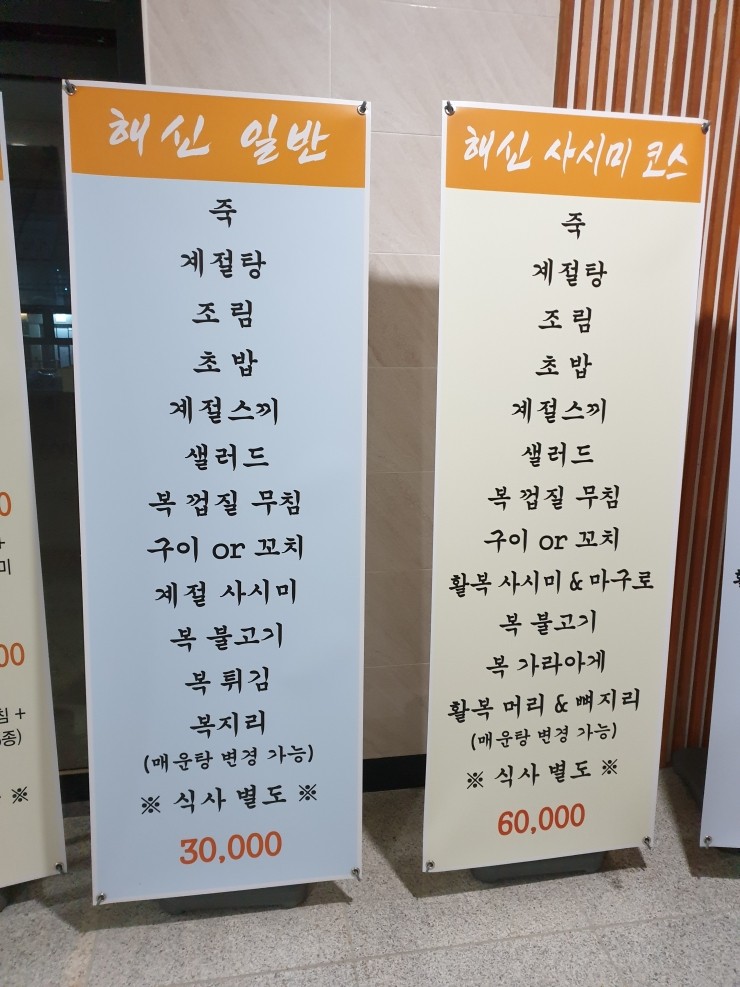 해신 일반
죽
계절탕
조림
초밥
계절스끼
샐러드
복 껍질 무침
구이 or 꼬치
계절 사시미
복 불고기
복 튀김
복지리
(매운탕 변경 가능)
※ 식사 별도 ※
30,000
해신 사시미 코스
죽
계절탕
조림
초밥
계절스끼
샐러드
복 껍질 무침
구이 or 꼬치
활복 사시미 & 마구로
복 불고기
복 가라아게
활복 머리 & 뼈지리
(매운탕 변경 가능)
※ 식사 별도 ※
60,000